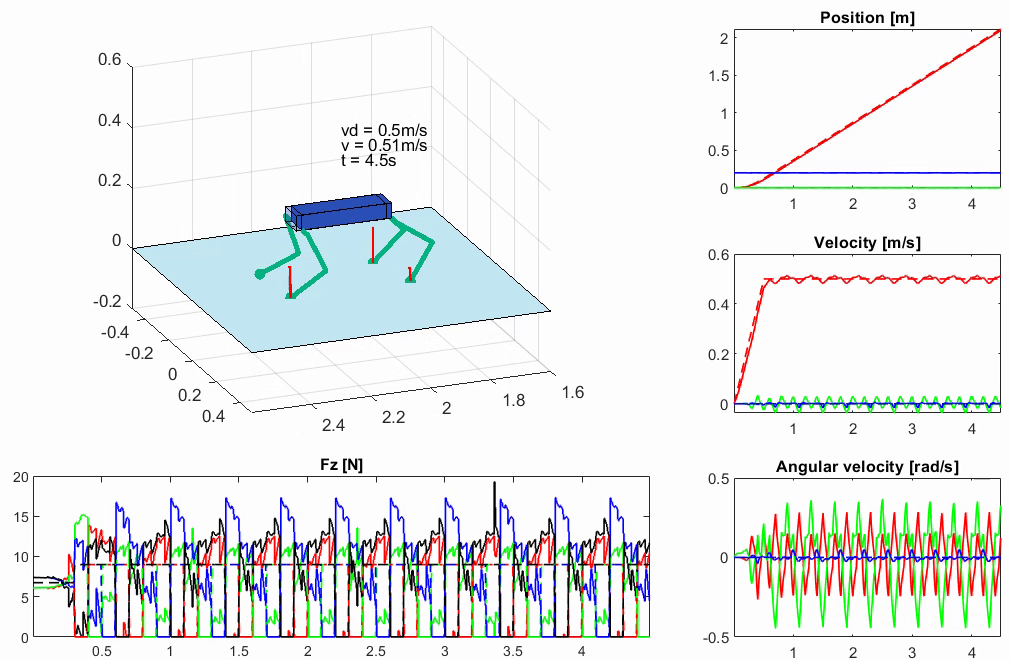 0.6
0.4
0.2
0
-0.2
vd = 0.5m/s
v = 0.51m/s
t = 4.5s
-0.4
-0.2
0
0.2
0.4
2.4
2.2
2
1.8
1.6
Position [m]
2
1.5
1
0.5
0
1 2 3 4
Velocity [m/s]
0.6
0.4
0.2
0
1 2 3 4
Fz [N]
20
15
10
5
0
0.5 1 1.5 2 2.5 3 3.5 4
Angular velocity [rad/s]
0.5
0
-0.5
1 2 3 4